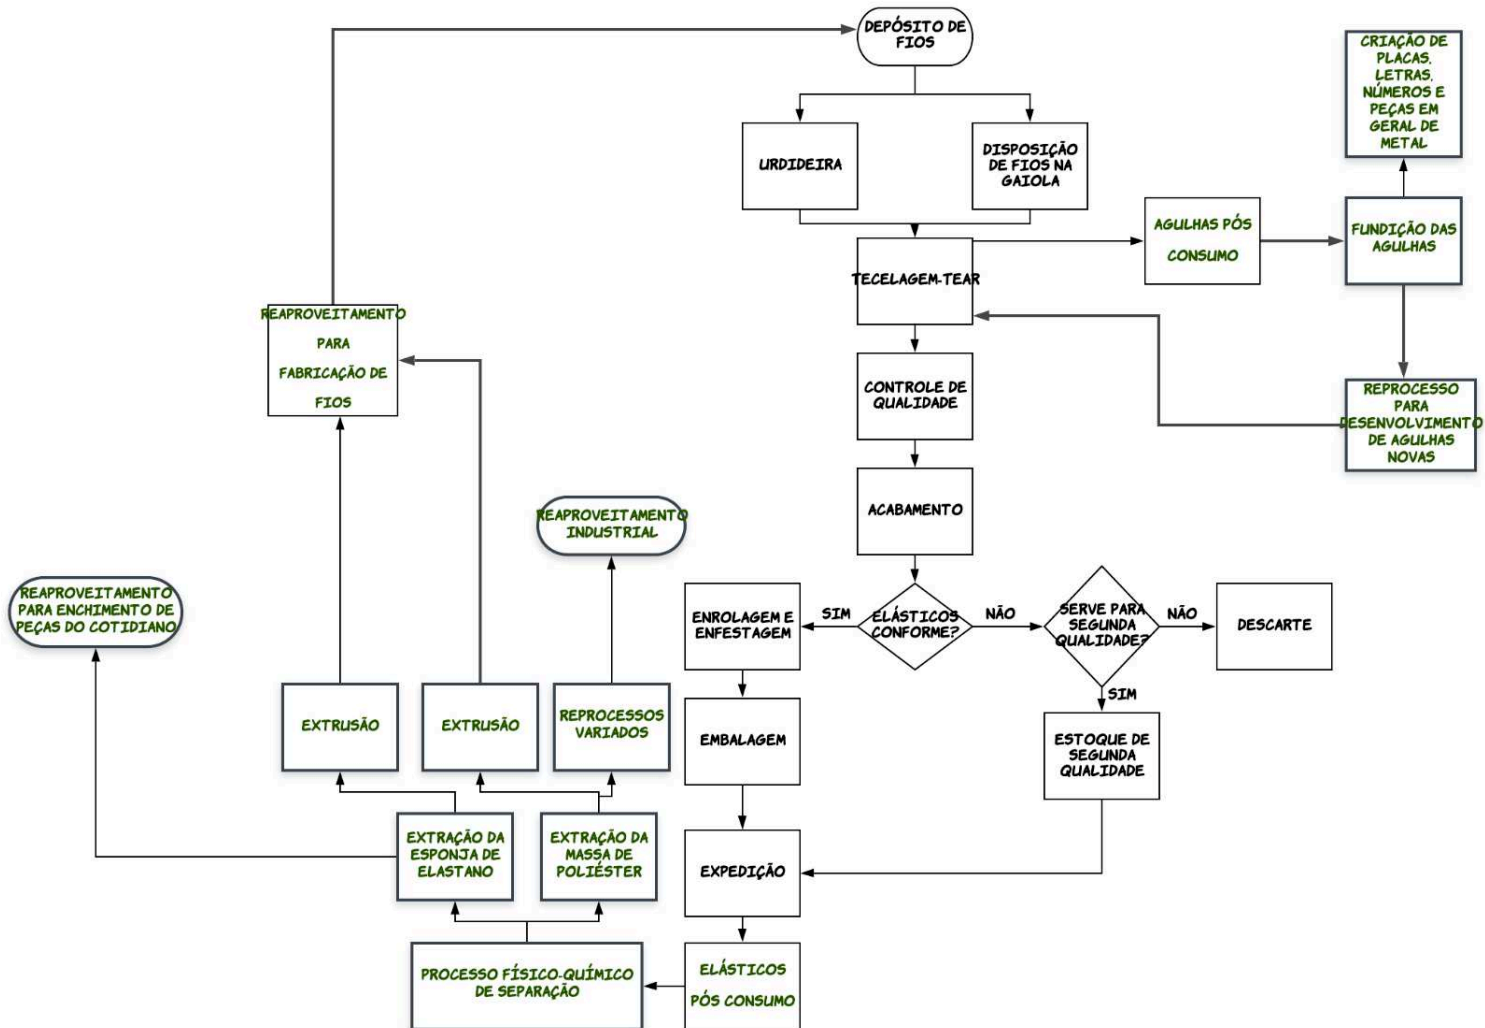 DEPÓSITO DE
FIOS
CRIAÇÃO DE
PLACAS,
LETRAS,
NÚMEROS E
PEÇAS EM
GERAL DE
METAL
URDIDEIRA
DISPOSIÇÃO
DE FIOS NA
GAIOLA
AGULHAS PÓS
CONSUMO
FUNDIÇÃO DAS
AGULHAS
TECELAGEM-TEAR
REAPROVEITAMENTO
PARA
FABRICAÇÃO DE
FIOS
CONTROLE DE
QUALIDADE
REPROCESSO
PARA
DESENVOLVIMENTO
DE AGULHAS
NOVAS
ACABAMENTO
REAPROVEITAMENTO
INDUSTRIAL
REAPROVEITAMENTO
PARA ENCHIMENTO DE
PEÇAS DO COTIDIANO
ENROLAGEM E
ENFESTAGEM
SIM
ELÁSTICOS
CONFORME?
NÃO
SERVE PARA
SEGUNDA
QUALIDADE?
NÃO
DESCARTE
SIM
EXTRUSÃO
EXTRUSÃO
REPROCESSOS
VARIADOS
EMBALAGEM
ESTOQUE DE
SEGUNDA
QUALIDADE
EXTRAÇÃO DA
ESPONJA DE
ELASTANO
EXTRAÇÃO DA
MASSA DE
POLIÉSTER
EXPEDIÇÃO
PROCESSO FÍSICO-QUÍMICO
DE SEPARAÇÃO
ELÁSTICOS
PÓS CONSUMO